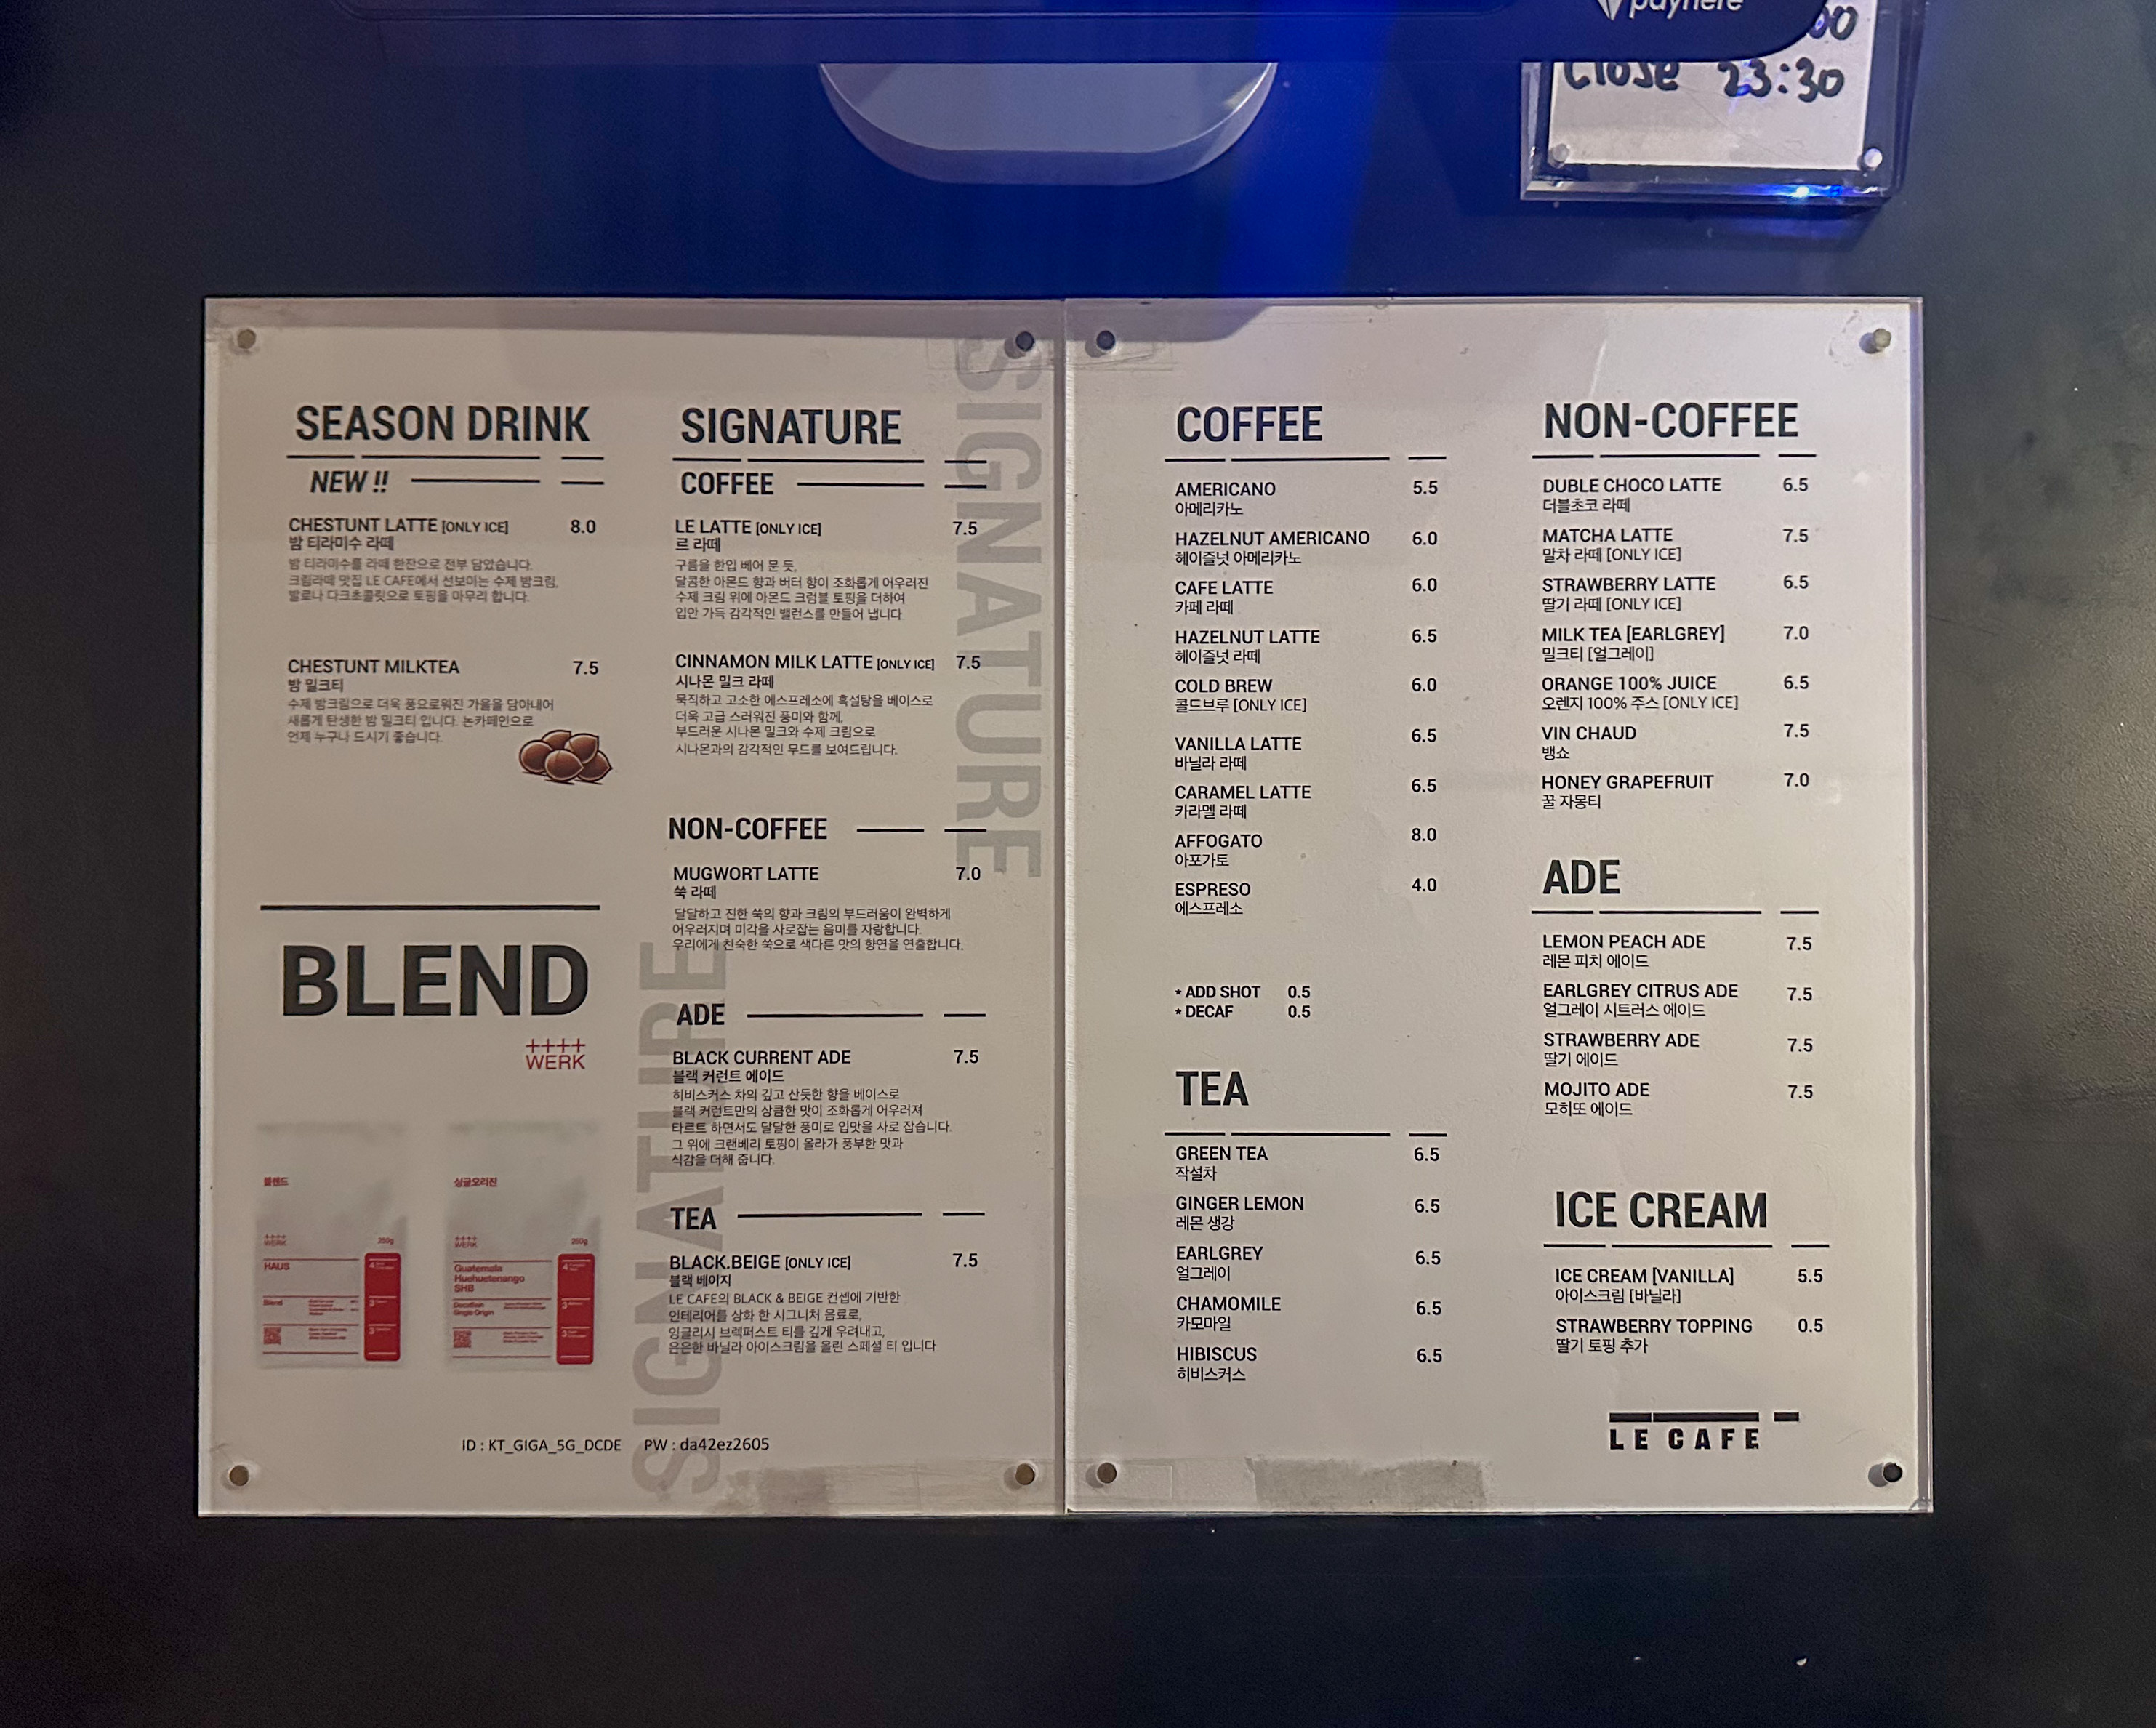 payhere
Close 23:30
SEASON DRINK
NEW !!
CHESTUNT LATTE [ONLY ICE] 8.0
밤 티라미수 라떼
밤 티라미수를 라떼 한잔으로 전부 담았습니다.
크림라떼 맛집 LE CAFE에서 선보이는 수제 밤크림,
발로나 다크초콜릿으로 토핑을 마무리 합니다.
CHESTUNT MILKTEA 7.5
밤 밀크티
수제 밤크림으로 더욱 풍요로워진 가을을 담아내어
새롭게 탄생한 밤 밀크티 입니다. 논카페인으로
언제 누구나 드시기 좋습니다.
BLEND
++++
WERK
블렌드
++++
WERK
250g
HAUS
Blend
싱글오리진
++++
WERK
250g
Guatemala
Huehuetenango
SHB
Decaffein
Single Origin
SIGNATURE
SIGNATURE
COFFEE
LE LATTE [ONLY ICE] 7.5
르 라떼
구름을 한입 베어 문 듯,
달콤한 아몬드 향과 버터 향이 조화롭게 어우러진
수제 크림 위에 아몬드 크럼블 토핑을 더하여
입안 가득 감각적인 밸런스를 만들어 냅니다
CINNAMON MILK LATTE [ONLY ICE] 7.5
시나몬 밀크 라떼
묵직하고 고소한 에스프레소에 흑설탕을 베이스로
더욱 고급 스러워진 풍미와 함께,
부드러운 시나몬 밀크와 수제 크림으로
시나몬과의 감각적인 무드를 보여드립니다.
NON-COFFEE
MUGWORT LATTE 7.0
쑥 라떼
달달하고 진한 쑥의 향과 크림의 부드러움이 완벽하게
어우러지며 미각을 사로잡는 음미를 자랑합니다.
우리에게 친숙한 쑥으로 색다른 맛의 향연을 연출합니다.
ADE
BLACK CURRENT ADE 7.5
블랙 커런트 에이드
히비스커스 차의 깊고 산듯한 향을 베이스로
블랙 커런트만의 상큼한 맛이 조화롭게 어우러져
타르트 하면서도 달달한 풍미로 입맛을 사로 잡습니다.
그 위에 크랜베리 토핑이 올라가 풍부한 맛과
식감을 더해 줍니다.
TEA
BLACK.BEIGE [ONLY ICE] 7.5
블랙 베이지
LE CAFE의 BLACK & BEIGE 컨셉에 기반한
인테리어를 상화 한 시그니처 음료로,
잉글리시 브렉퍼스트 티를 깊게 우려내고,
은은한 바닐라 아이스크림을 올린 스페셜 티 입니다
SIGNATURE
ID : KT_GIGA_5G_DCDE PW : da42ez2605
COFFEE
AMERICANO 5.5
아메리카노
HAZELNUT AMERICANO 6.0
헤이즐넛 아메리카노
CAFE LATTE 6.0
카페 라떼
HAZELNUT LATTE 6.5
헤이즐넛 라떼
COLD BREW 6.0
콜드브루 [ONLY ICE]
VANILLA LATTE 6.5
바닐라 라떼
CARAMEL LATTE 6.5
카라멜 라떼
AFFOGATO 8.0
아포가토
ESPRESO 4.0
에스프레소
* ADD SHOT 0.5
* DECAF 0.5
TEA
GREEN TEA 6.5
작설차
GINGER LEMON 6.5
레몬 생강
EARLGREY 6.5
얼그레이
CHAMOMILE 6.5
카모마일
HIBISCUS 6.5
히비스커스
NON-COFFEE
DUBLE CHOCO LATTE 6.5
더블초코 라떼
MATCHA LATTE 7.5
말차 라떼 [ONLY ICE]
STRAWBERRY LATTE 6.5
딸기 라떼 [ONLY ICE]
MILK TEA [EARLGREY] 7.0
밀크티 [얼그레이]
ORANGE 100% JUICE 6.5
오렌지 100% 주스 [ONLY ICE]
VIN CHAUD 7.5
뱅쇼
HONEY GRAPEFRUIT 7.0
꿀 자몽티
ADE
LEMON PEACH ADE 7.5
레몬 피치 에이드
EARLGREY CITRUS ADE 7.5
얼그레이 시트러스 에이드
STRAWBERRY ADE 7.5
딸기 에이드
MOJITO ADE 7.5
모히또 에이드
ICE CREAM
ICE CREAM [VANILLA] 5.5
아이스크림 [바닐라]
STRAWBERRY TOPPING 0.5
딸기 토핑 추가
LE CAFE